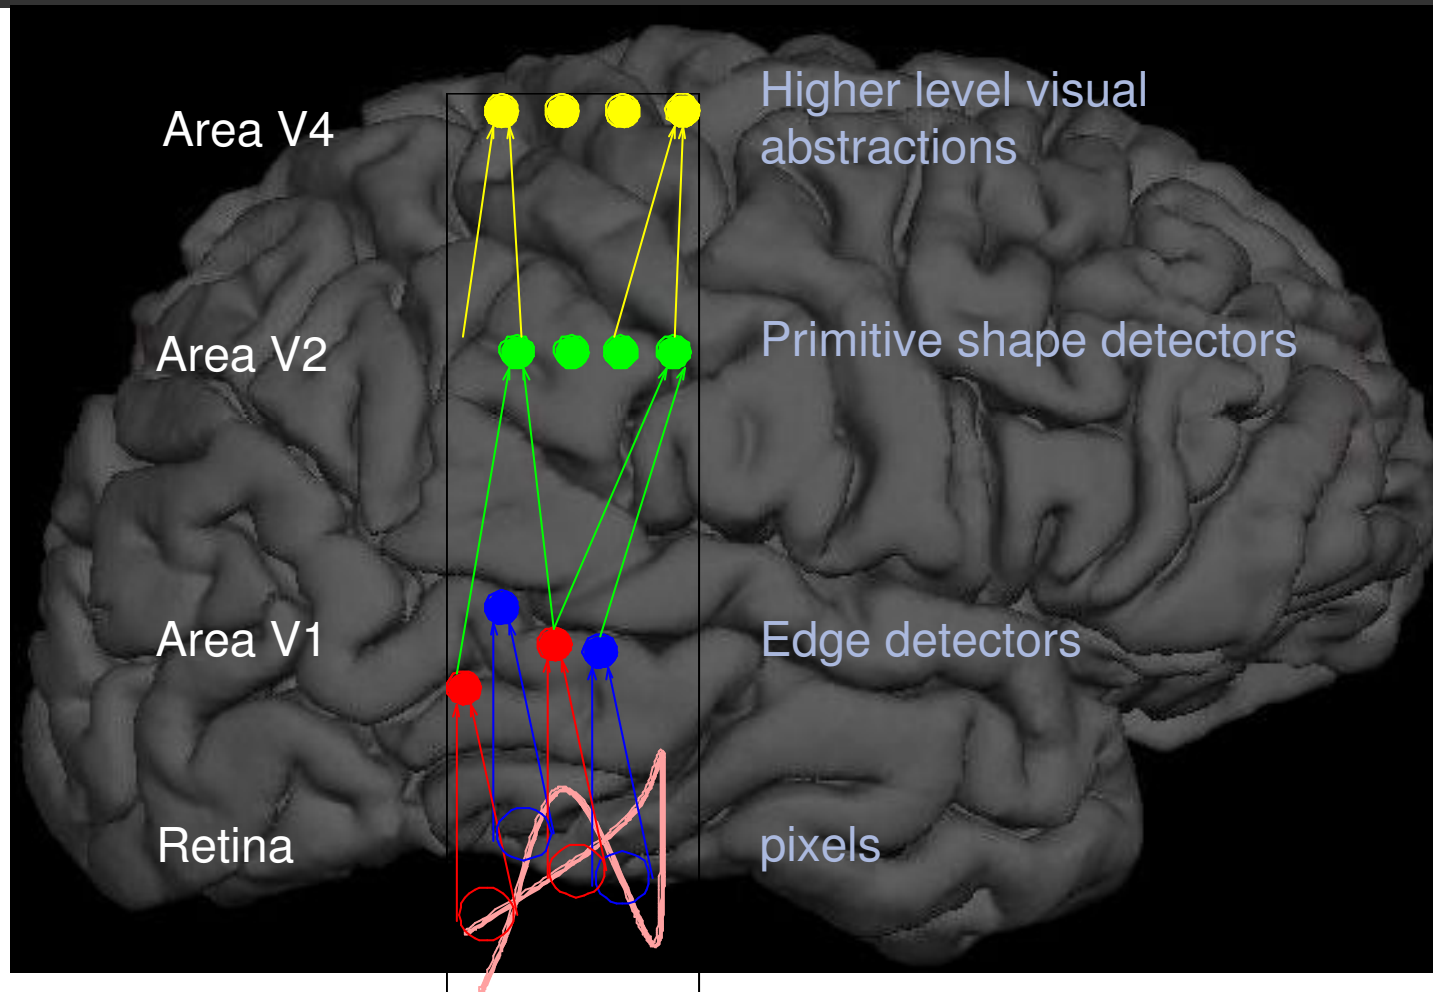 Area V4
Higher level visual
abstractions
Area V2
Primitive shape detectors
Area V1
Edge detectors
Retina
pixels